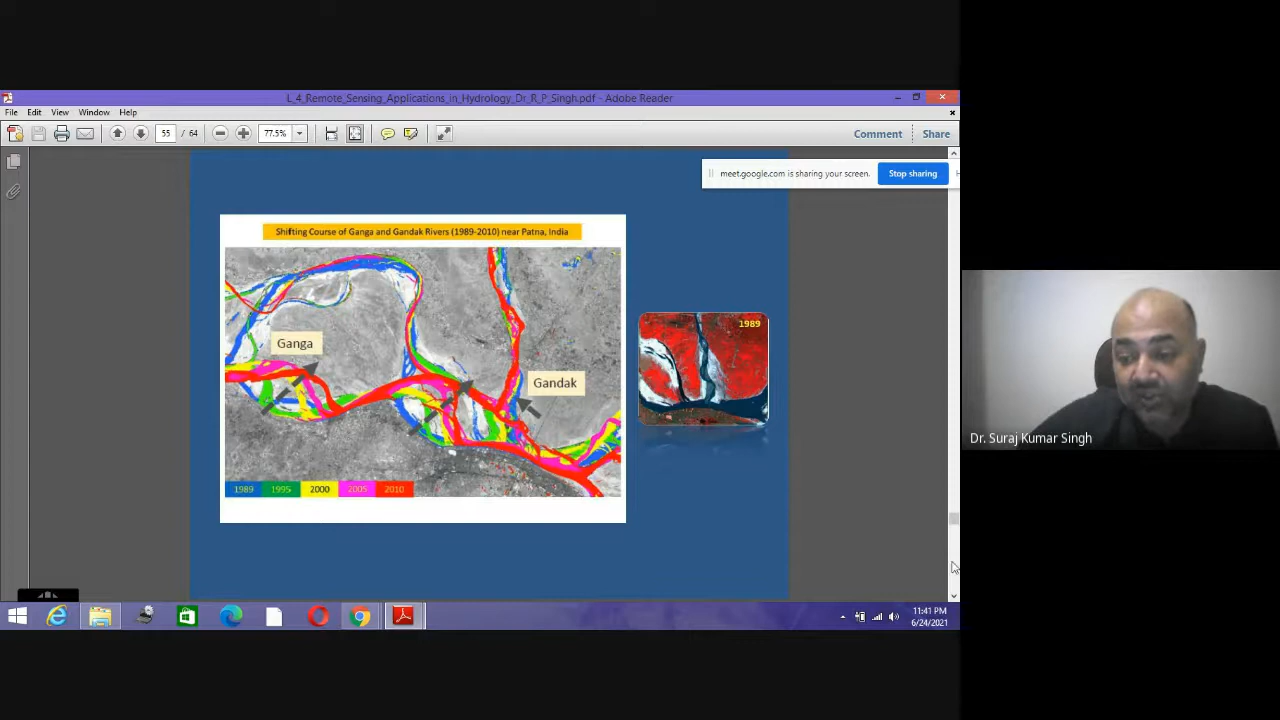 L_4_Remote_Sensing_Applications_in_Hydrology_Dr_R_P_Singh.pdf - Adobe Reader
File Edit View Window Help
55 / 64 77.5% Comment Share
meet.google.com is sharing your screen. Stop sharing H
Shifting Course of Ganga and Gandak Rivers (1989-2010) near Patna, India
1989
Ganga
Gandak
Dr. Suraj Kumar Singh
1989 1995 2000 2005 2010
11:41 PM
6/24/2021